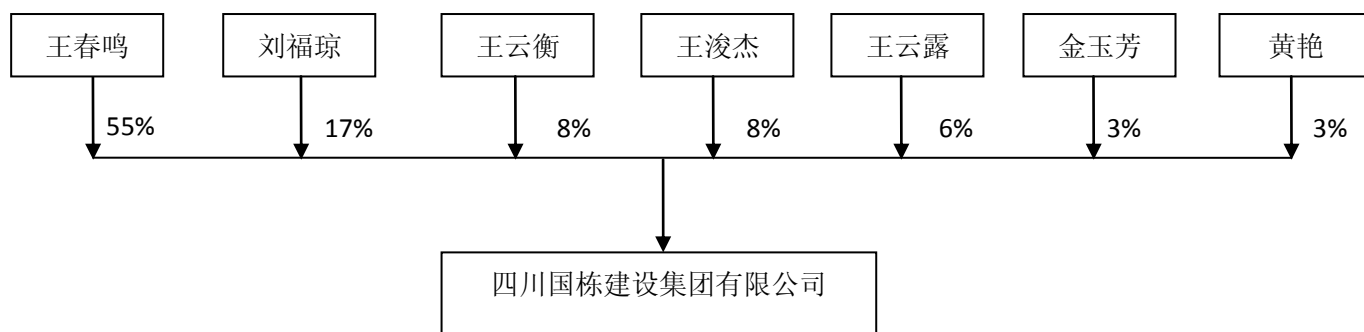 王春鸣 刘福琼 王云衡 王浚杰 王云露 金玉芳 黄艳
55% 17% 8% 8% 6% 3% 3%
四川国栋建设集团有限公司